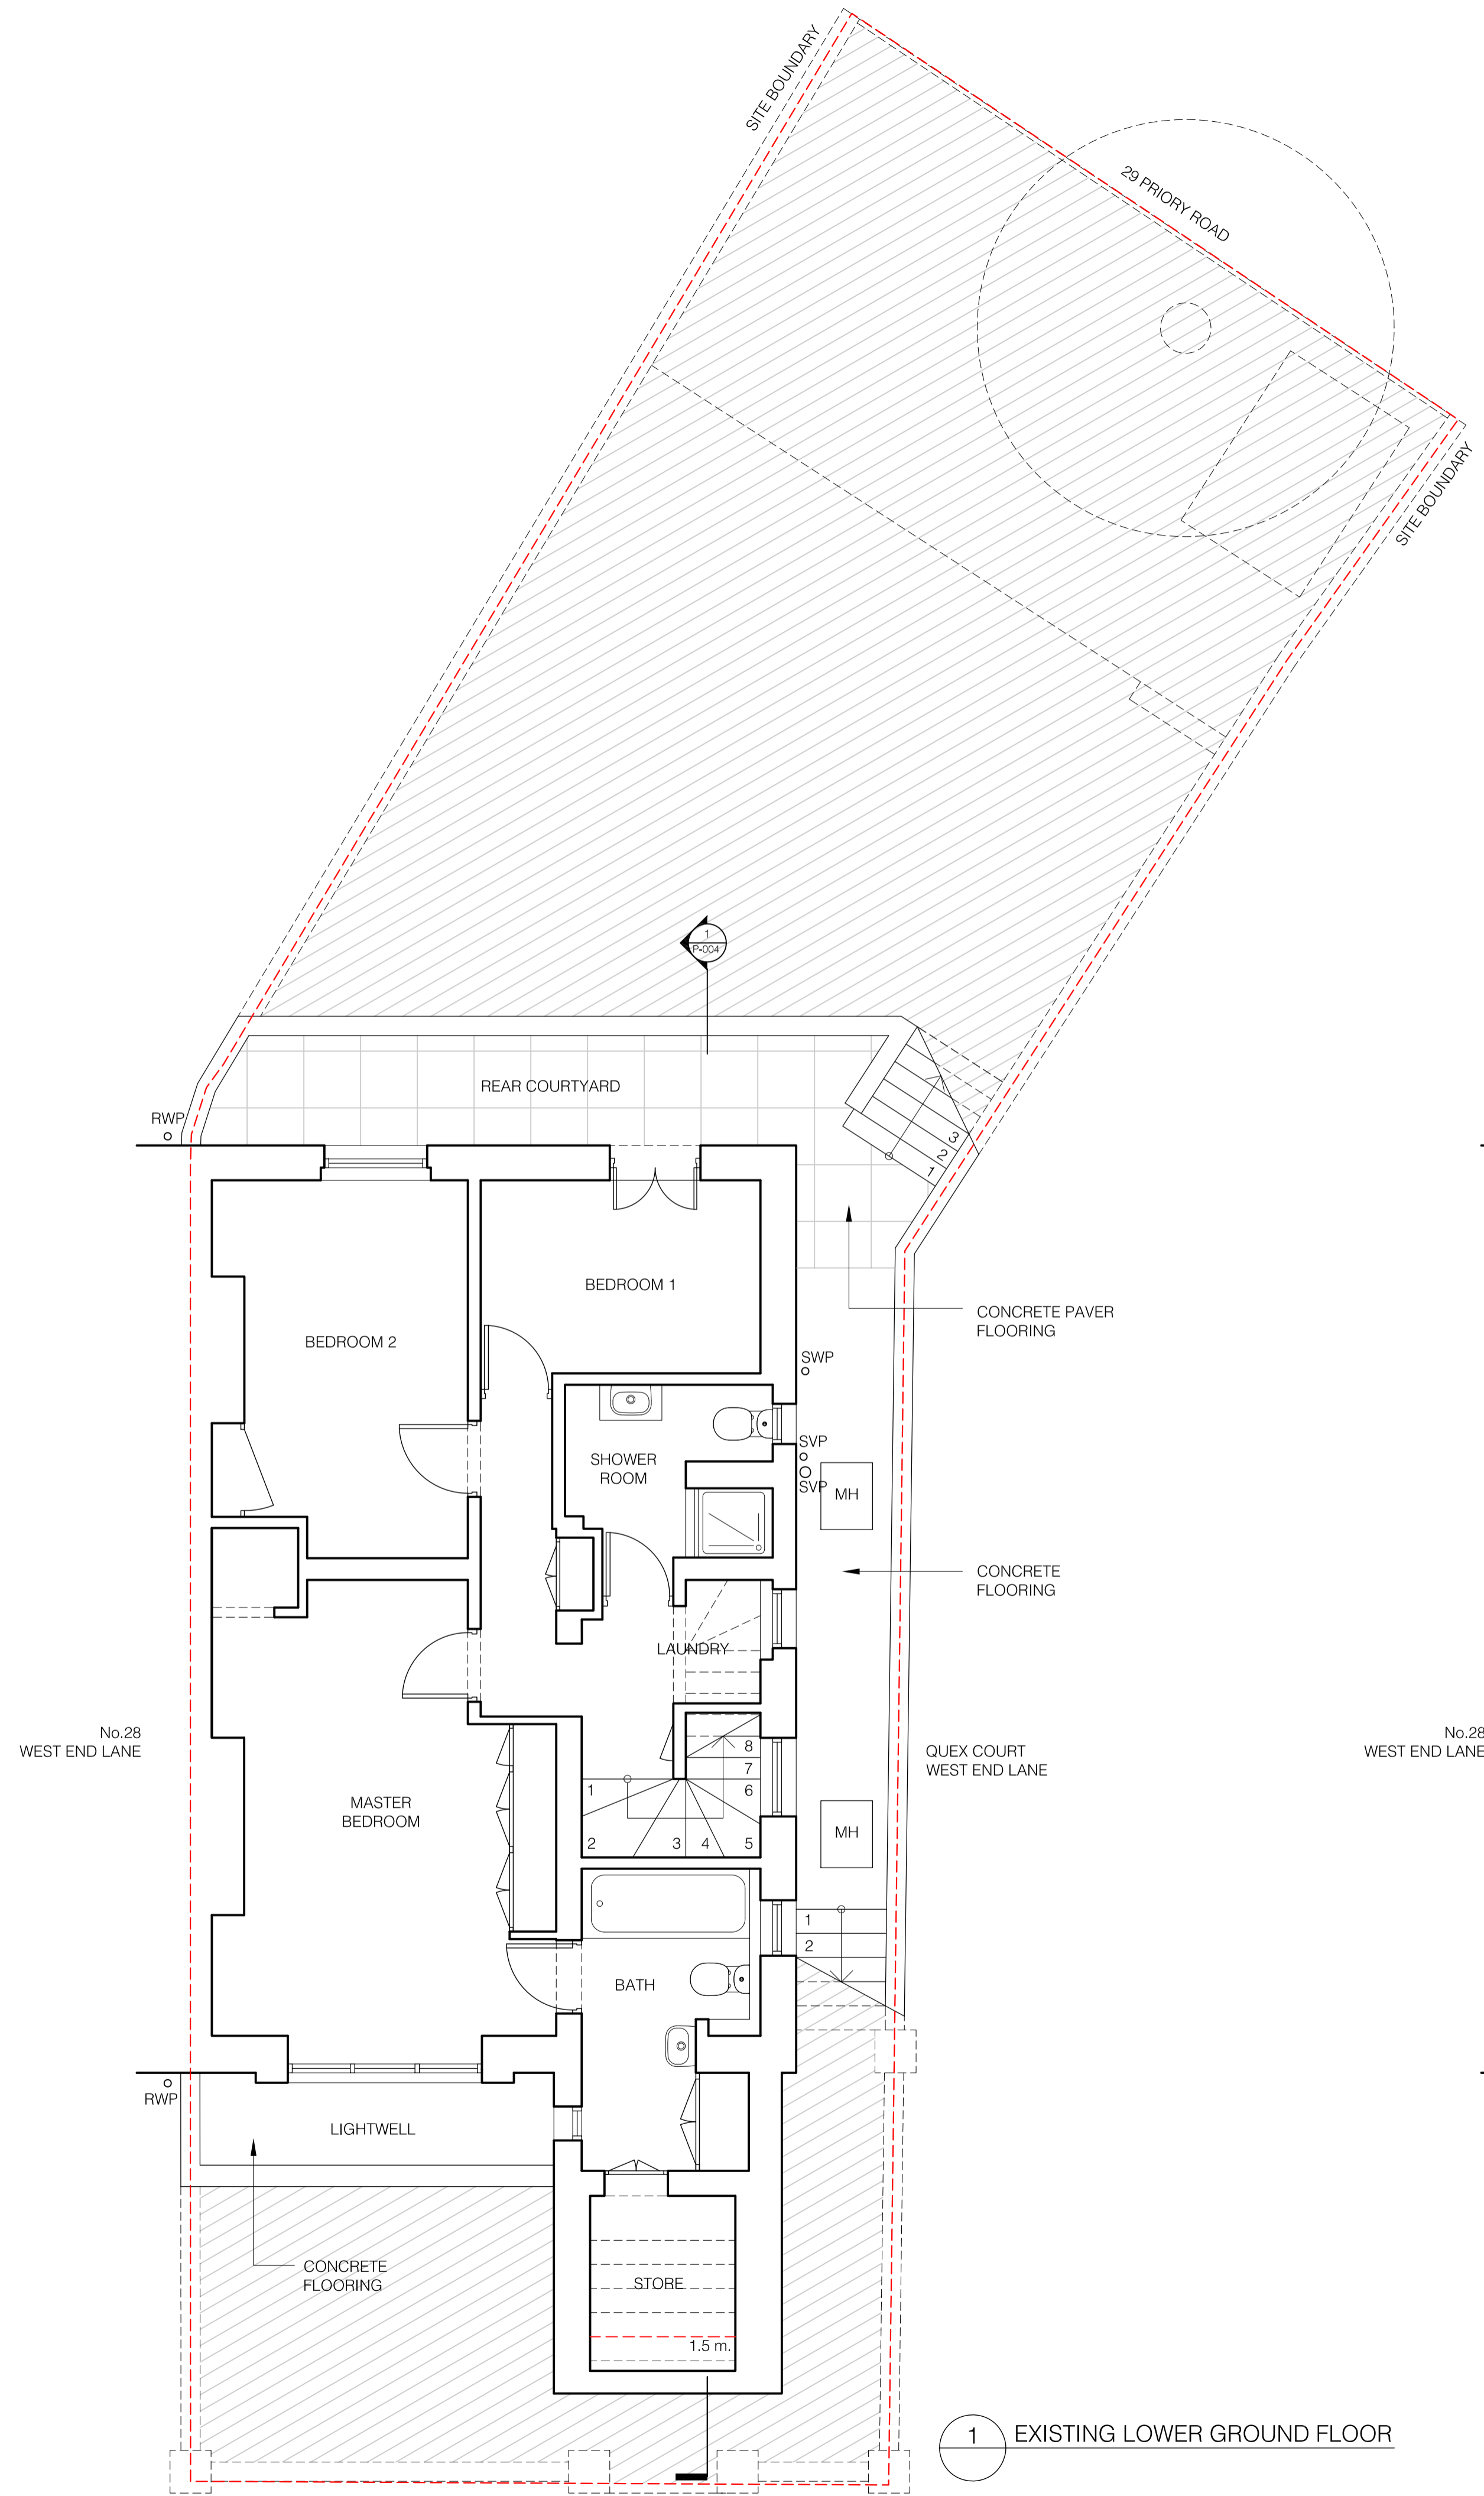 SITE BOUNDARY
29 PRIORY ROAD
SITE BOUNDARY
1
P-004
REAR COURTYARD
RWP
3
2
1
BEDROOM 1
BEDROOM 2
CONCRETE PAVER
FLOORING
SWP
SHOWER
ROOM
SVP
SVP
MH
CONCRETE
FLOORING
LAUNDRY
No.28
WEST END LANE
QUEX COURT
WEST END LANE
No.28
WEST END LANE
8
7
6
1
2
3
4
5
MASTER
BEDROOM
MH
1
2
BATH
RWP
LIGHTWELL
CONCRETE
FLOORING
STORE
1.5 m.
1
EXISTING LOWER GROUND FLOOR